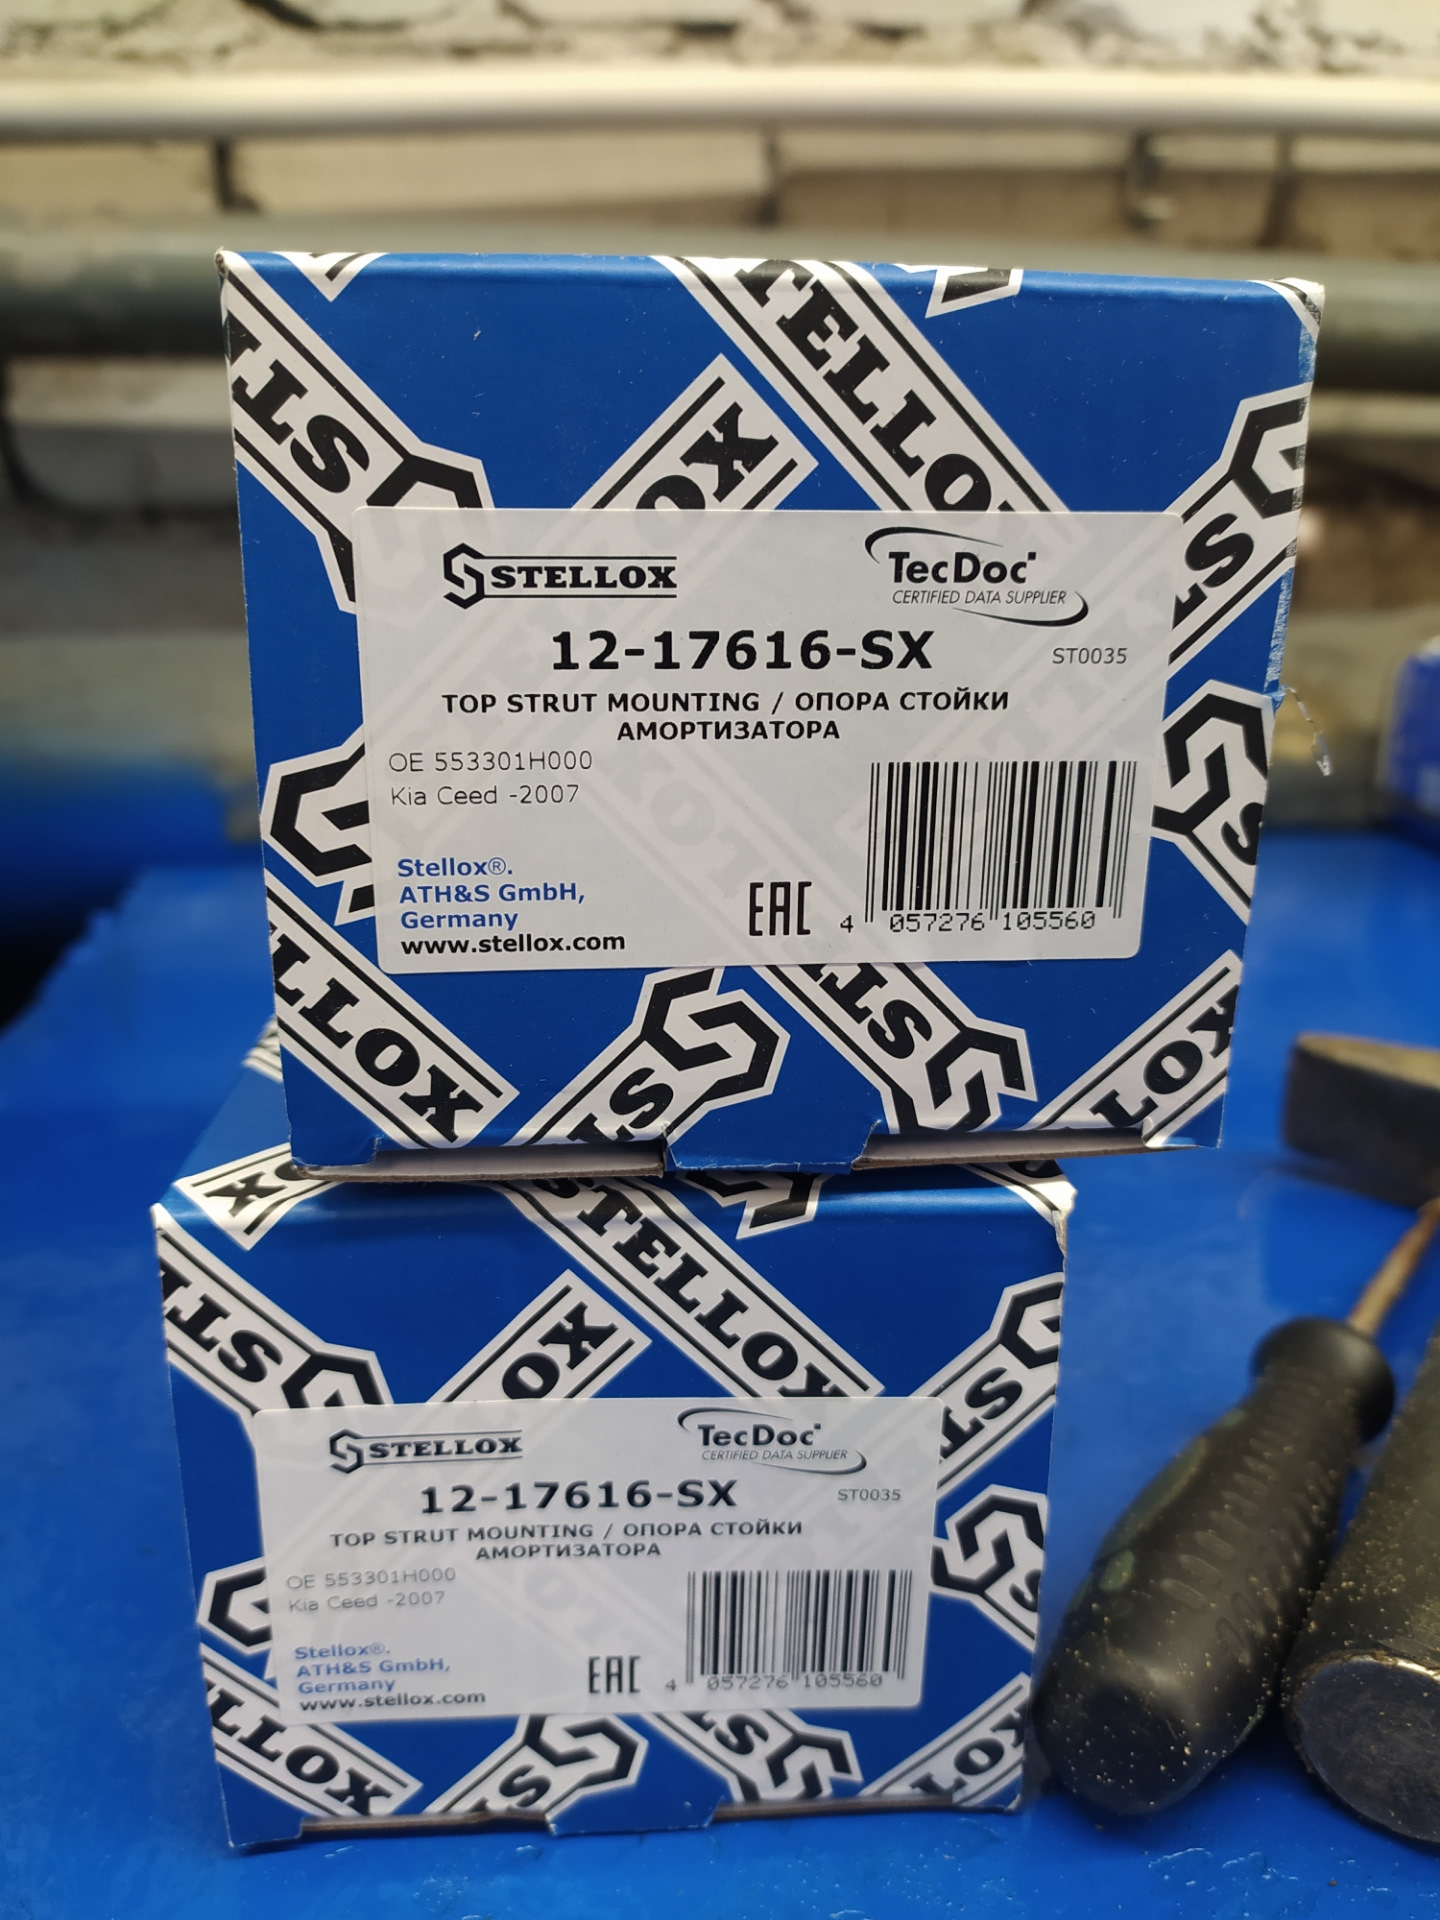 STELLOX
STELLOX
TecDoc
CERTIFIED DATA SUPPLIER
12-17616-SX
ST0035
TOP STRUT MOUNTING / ОПОРА СТОЙКИ
АМОРТИЗАТОРА
OE 553301H000
Kia Ceed -2007
Stellox®.
ATH&S GmbH,
Germany
www.stellox.com
EAC
4 057276 105560
STELLOX
STELLOX
TecDoc
CERTIFIED DATA SUPPLIER
12-17616-SX
ST0035
TOP STRUT MOUNTING / ОПОРА СТОЙКИ
АМОРТИЗАТОРА
OE 553301H000
Kia Ceed -2007
Stellox®.
ATH&S GmbH,
Germany
www.stellox.com
EAC
4 057276 105560